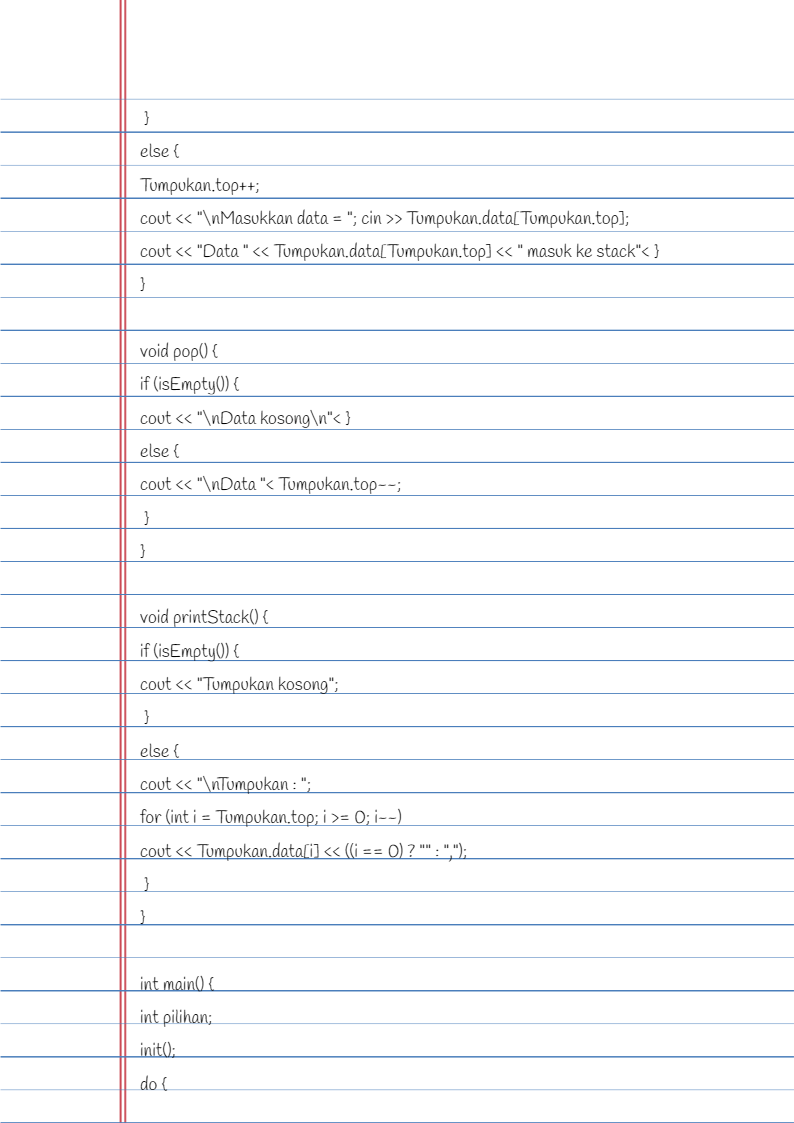 }
else {
Tumpukan.top++;
cout << "\nMasukkan data = "; cin >> Tumpukan.data[Tumpukan.top];
cout << "Data " << Tumpukan.data[Tumpukan.top] << " masuk ke stack"< }
}
void pop() {
if (isEmpty()) {
cout << "\nData kosong\n"< }
else {
cout << "\nData "< Tumpukan.top--;
}
}
void printStack() {
if (isEmpty()) {
cout << "Tumpukan kosong";
}
else {
cout << "\nTumpukan : ";
for (int i = Tumpukan.top; i >= 0; i--)
cout << Tumpukan.data[i] << ((i == 0) ? "" : ",");
}
}
int main() {
int pilihan;
init();
do {